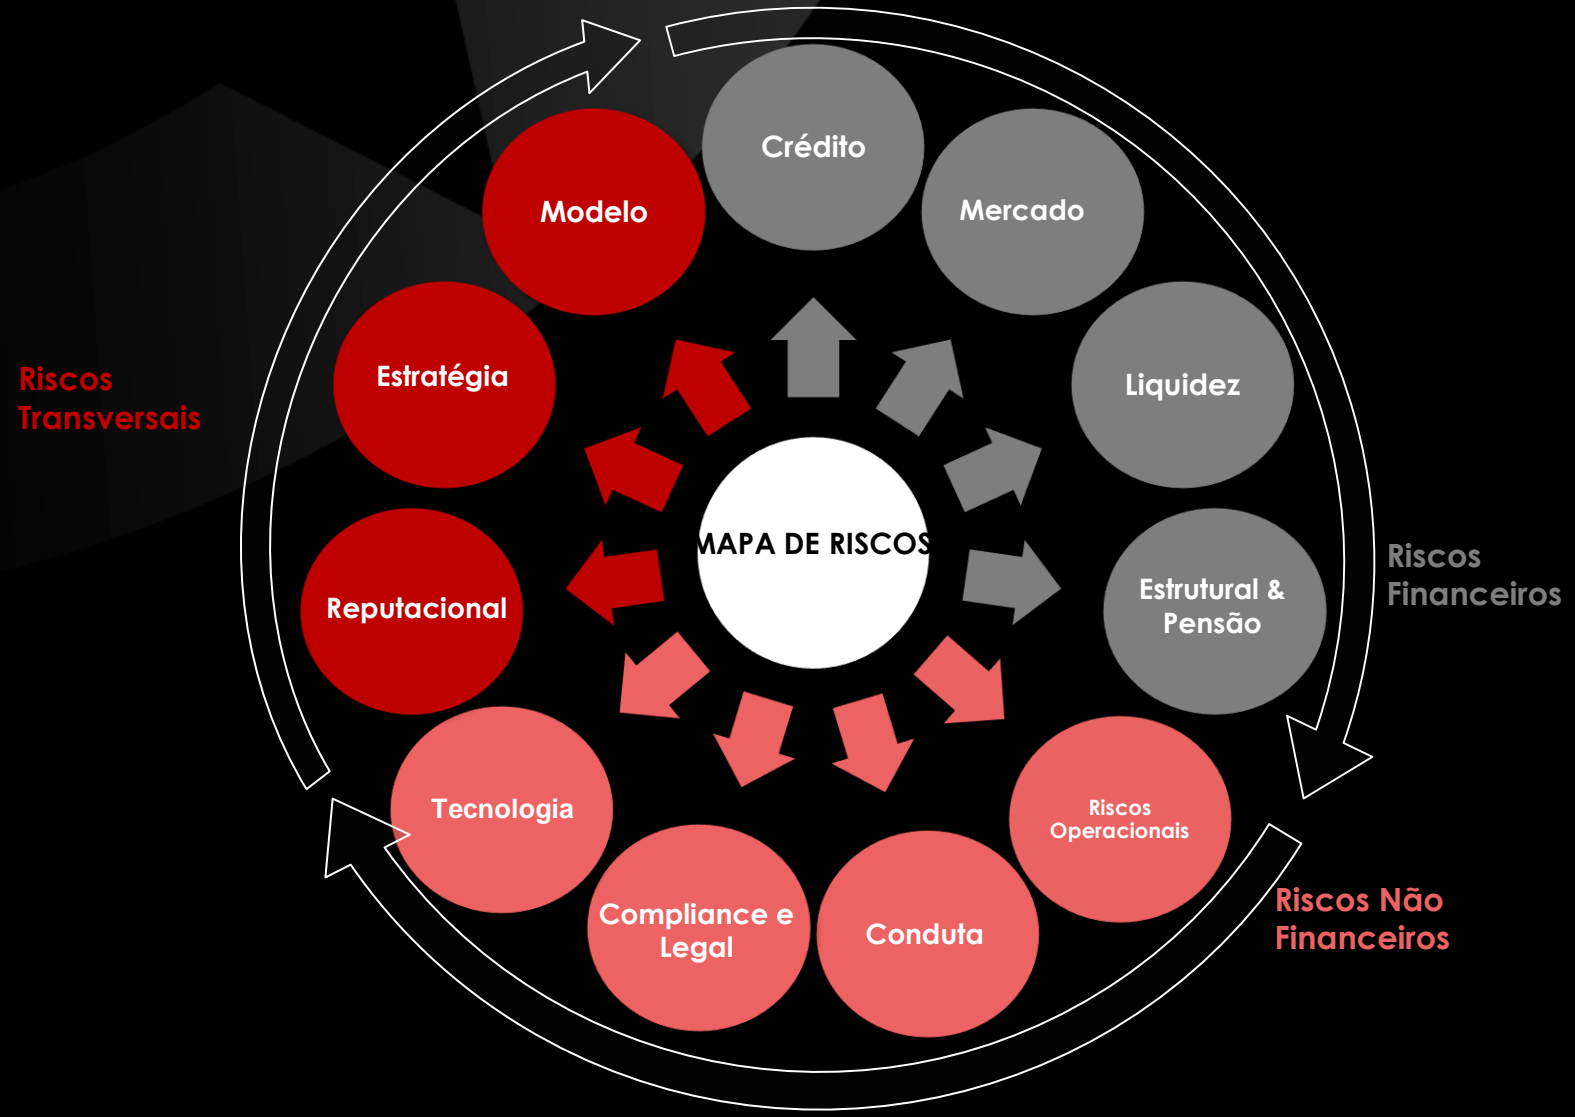 Crédito
Mercado
Liquidez
Estrutural &
Pensão
Riscos
Operacionais
Conduta
Compliance e
Legal
Tecnologia
Reputacional
Estratégia
Modelo
MAPA DE RISCOS
Riscos
Transversais
Riscos
Financeiros
Riscos Não
Financeiros